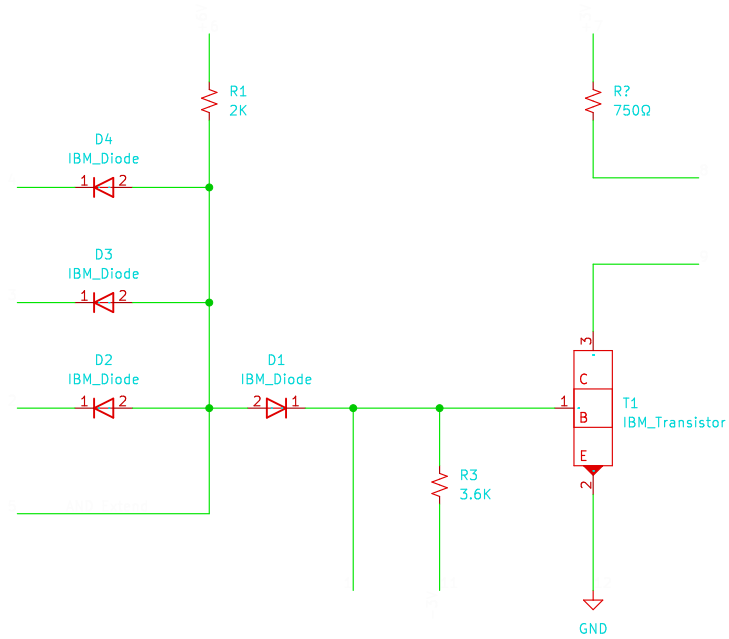 R1
2K
R?
750Ω
D4
IBM_Diode
1 2
D3
IBM_Diode
1 2
D2
IBM_Diode
1 2
D1
IBM_Diode
2 1
3
C
1
B
E
2
T1
IBM_Transistor
R3
3.6K
GND